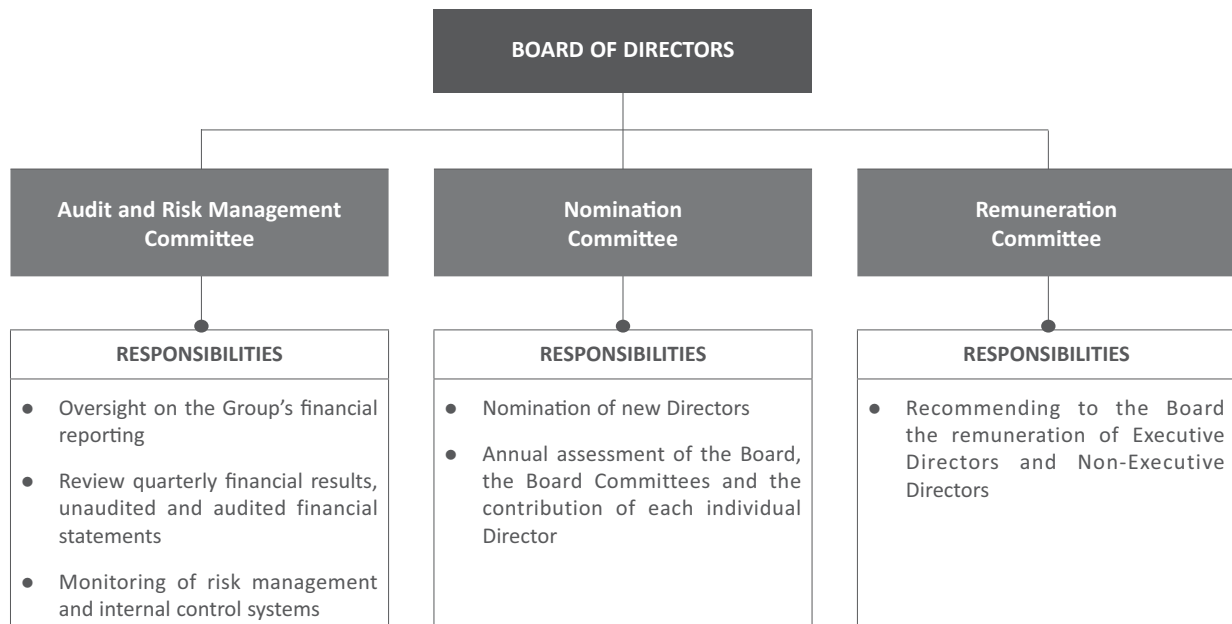 BOARD OF DIRECTORS
Audit and Risk Management
Committee
RESPONSIBILITIES
● Oversight on the Group’s financial
reporting
● Review quarterly financial results,
unaudited and audited financial
statements
● Monitoring of risk management
and internal control systems
Nomination
Committee
RESPONSIBILITIES
● Nomination of new Directors
● Annual assessment of the Board,
the Board Committees and the
contribution of each individual
Director
Remuneration
Committee
RESPONSIBILITIES
● Recommending to the Board
the remuneration of Executive
Directors and Non-Executive
Directors